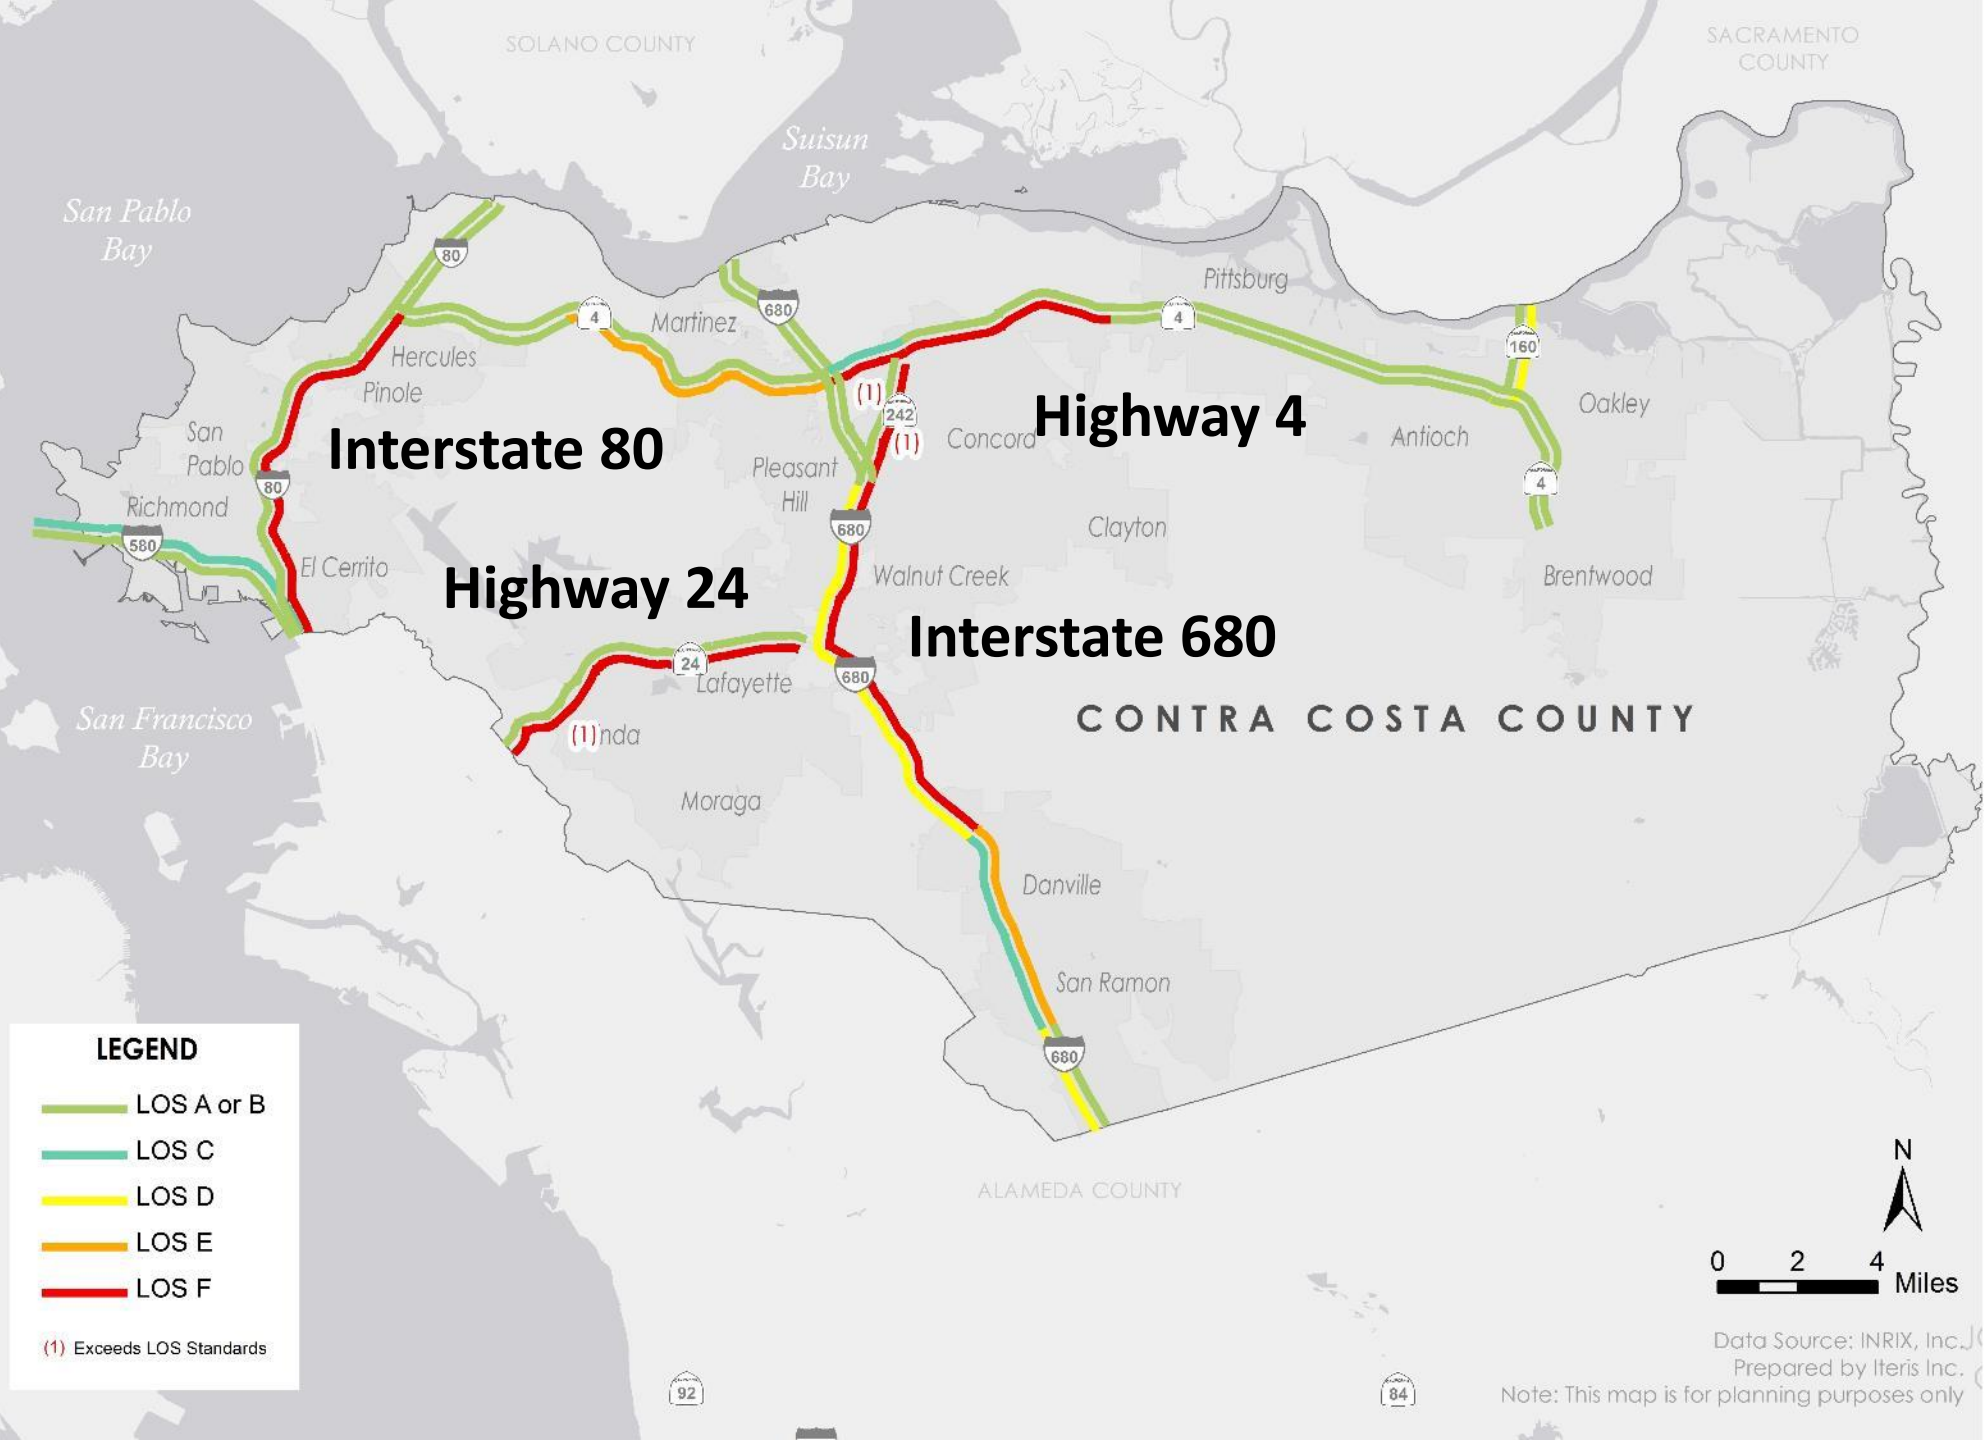 SOLANO COUNTY
SACRAMENTO
COUNTY
Suisun
Bay
San Pablo
Bay
80
Pittsburg
680
4
Martinez
4
160
Hercules
Pinole
(1)
242
Highway 4
Oakley
San
Pablo
Interstate 80
Concord
(1)
Antioch
Pleasant
Hill
80
4
Richmond
680
Clayton
580
El Cerrito
Highway 24
Walnut Creek
Brentwood
Interstate 680
24
Lafayette
680
San Francisco
Bay
(1)nda
CONTRA COSTA COUNTY
Moraga
Danville
San Ramon
680
LEGEND
LOS A or B
LOS C
LOS D
LOS E
LOS F
(1) Exceeds LOS Standards
ALAMEDA COUNTY
N
0 2 4
Miles
Data Source: INRIX, Inc.
Prepared by Iteris Inc.
Note: This map is for planning purposes only
92
84